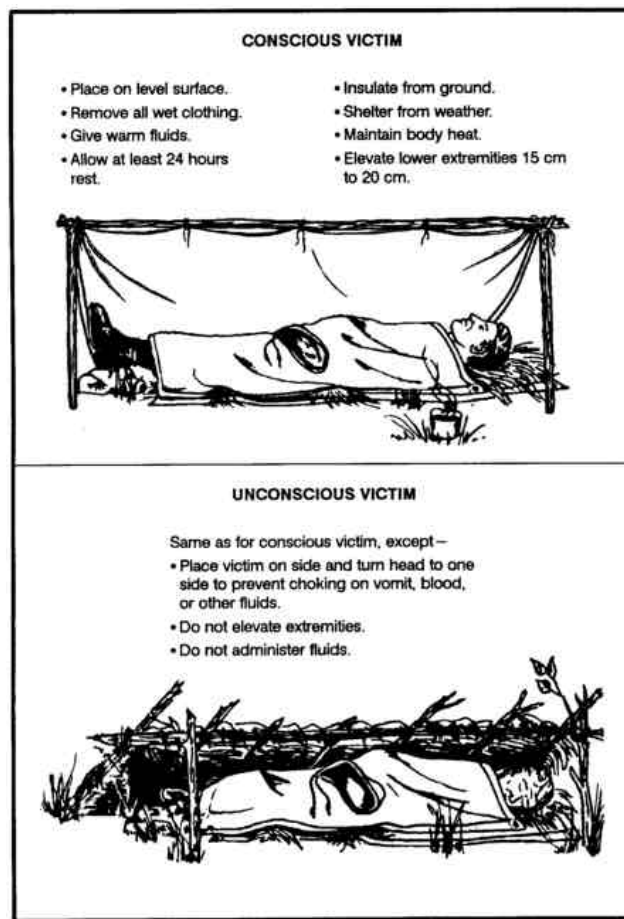 CONSCIOUS VICTIM
• Place on level surface.
• Remove all wet clothing.
• Give warm fluids.
• Allow at least 24 hours
rest.
• Insulate from ground.
• Shelter from weather.
• Maintain body heat.
• Elevate lower extremities 15 cm
to 20 cm.
UNCONSCIOUS VICTIM
Same as for conscious victim, except—
• Place victim on side and turn head to one
side to prevent choking on vomit, blood,
or other fluids.
• Do not elevate extremities.
• Do not administer fluids.